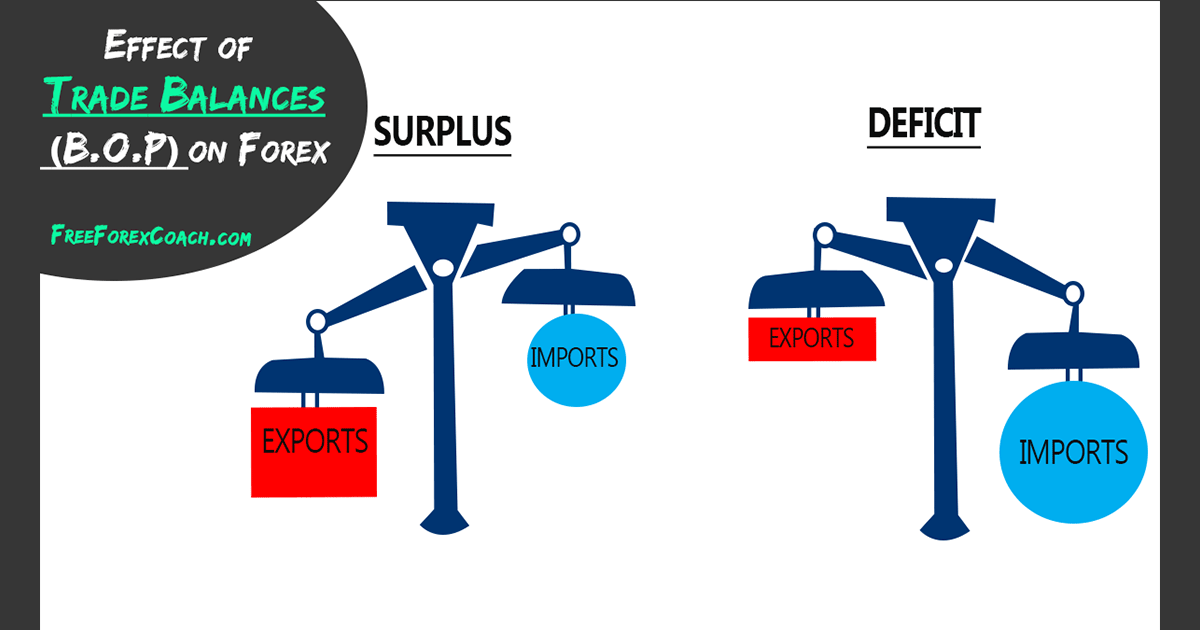 Effect of
Trade Balances
(B.O.P) on Forex
FreeForexCoach.com
SURPLUS
DEFICIT
IMPORTS
EXPORTS
EXPORTS
IMPORTS